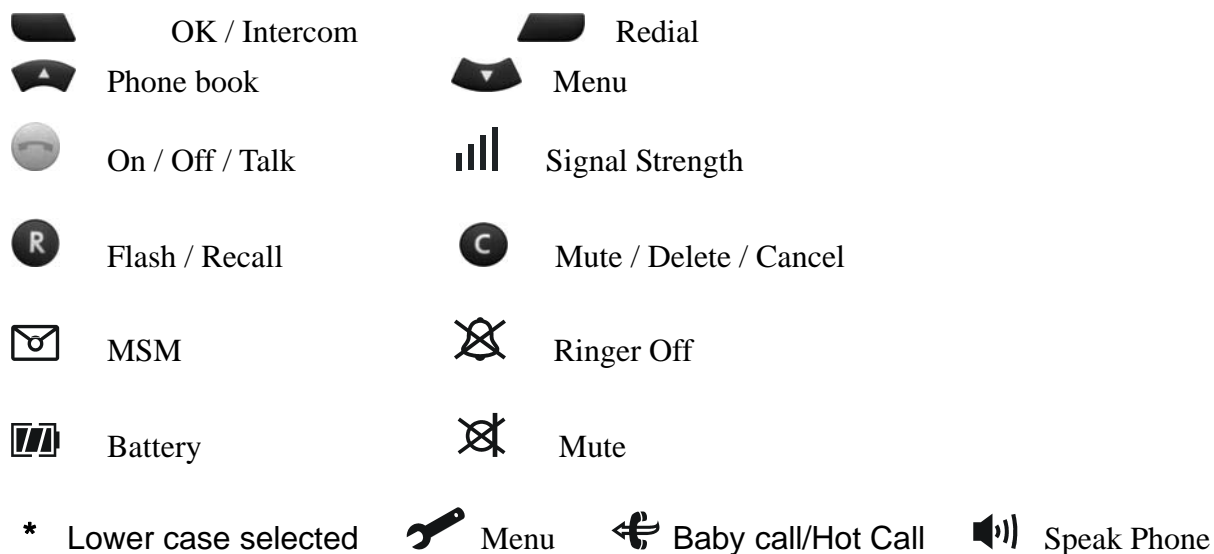 OK / Intercom Redial
Phone book Menu
On / Off / Talk Signal Strength
R Flash / Recall C Mute / Delete / Cancel
MSM Ringer Off
Battery Mute
* Lower case selected Menu Baby call/Hot Call Speak Phone